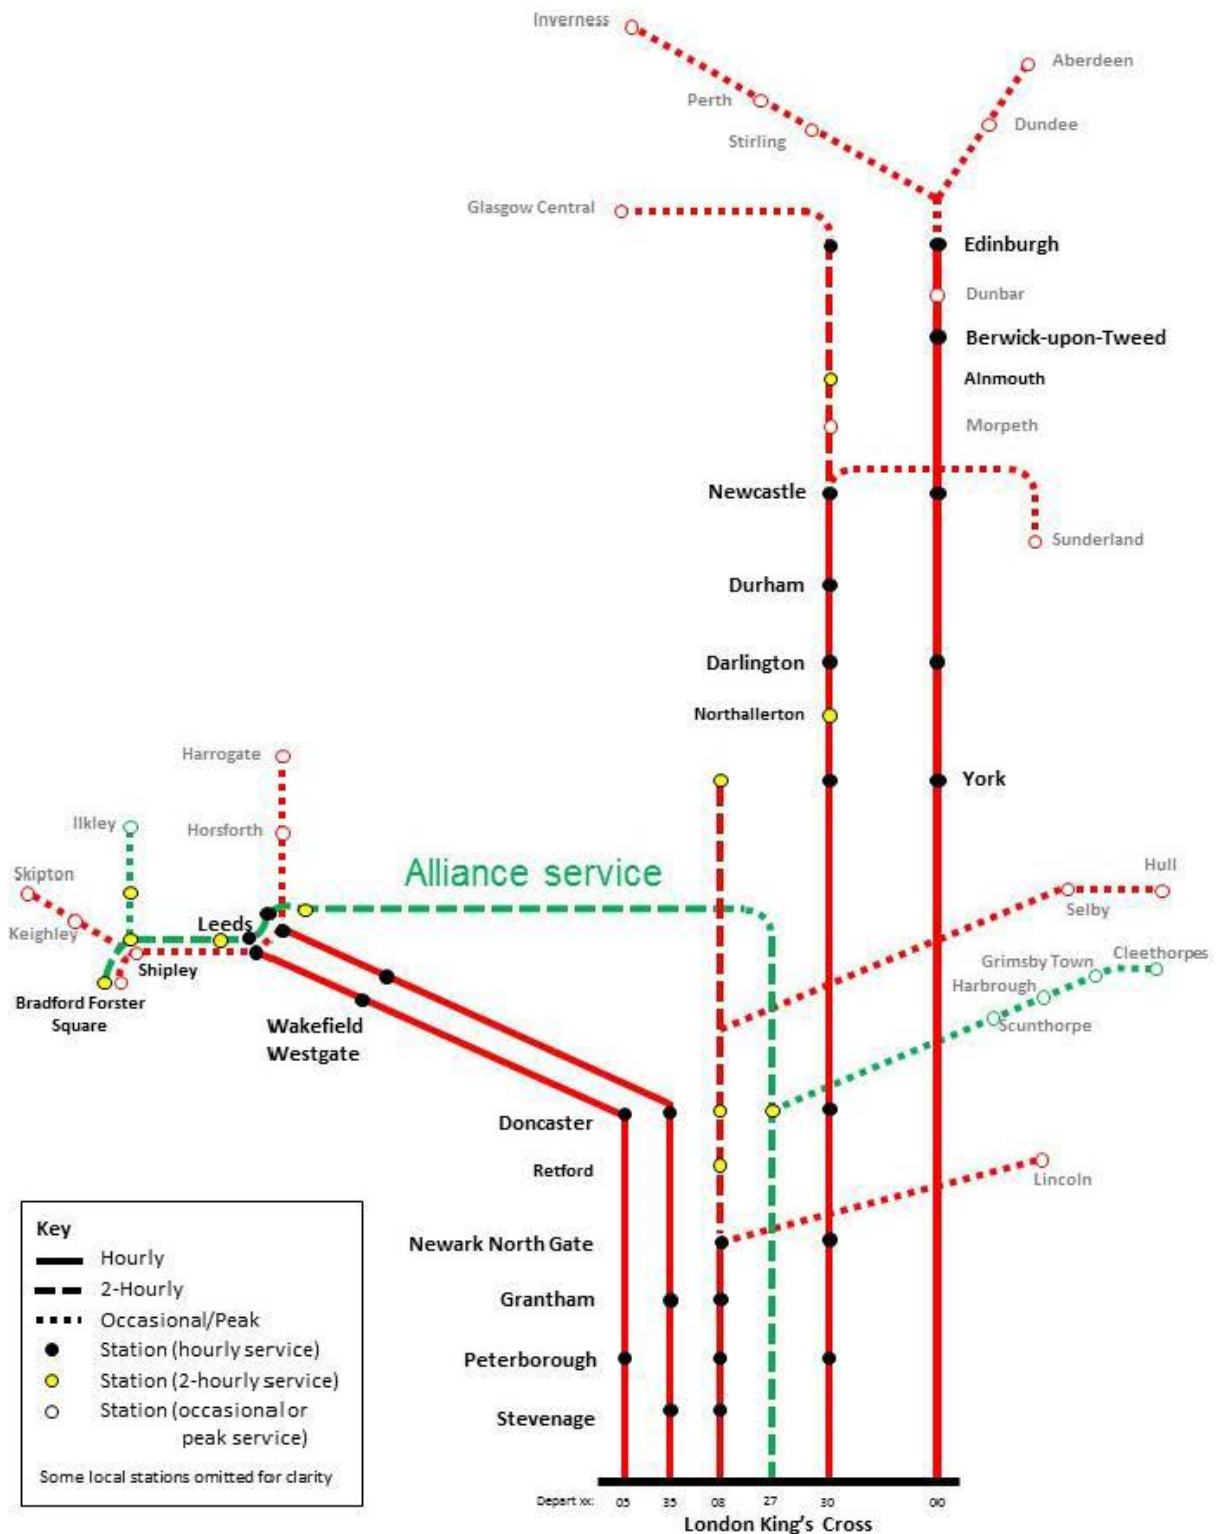 Inverness
Aberdeen
Perth
Dundee
Stirling
Glasgow Central
Edinburgh
Dunbar
Berwick-upon-Tweed
Alnmouth
Morpeth
Newcastle
Sunderland
Durham
Darlington
Northallerton
Harrogate
York
Ilkley
Horsforth
Alliance service
Hull
Skipton
Selby
Keighley
Leeds
Cleethorpes
Grimsby Town
Shipley
Harbrough
Bradford Forster
Square
Scunthorpe
Wakefield
Westgate
Doncaster
Retford
Lincoln
Key
Newark North Gate
Hourly
2-Hourly
Grantham
Occasional/Peak
Station (hourly service)
Peterborough
Station (2-hourly service)
Station (occasional or
peak service)
Stevenage
Some local stations omitted for clarity
Depart xx: 05 35 08 27 30 00
London King's Cross